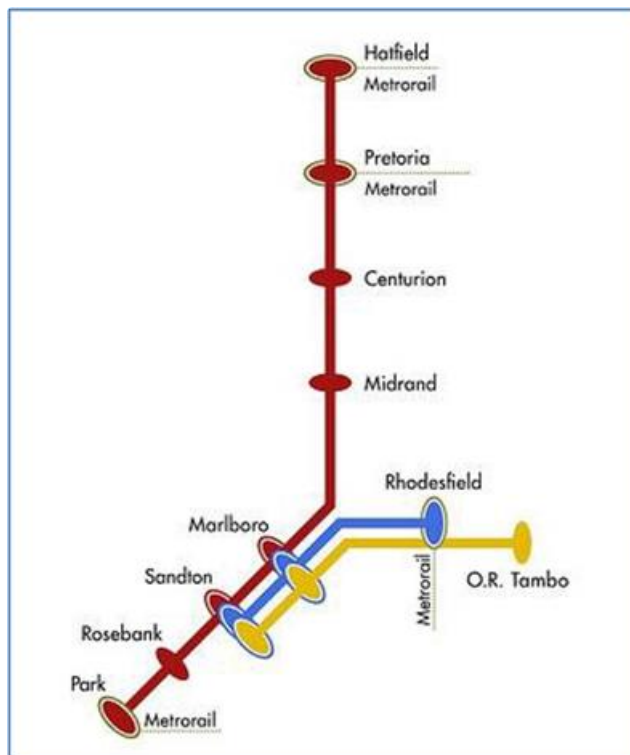 Hatfield
Metrorail
Pretoria
Metrorail
Centurion
Midrand
Rhodesfield
Marlboro
Sandton
O.R. Tambo
Metrorail
Rosebank
Park
Metrorail